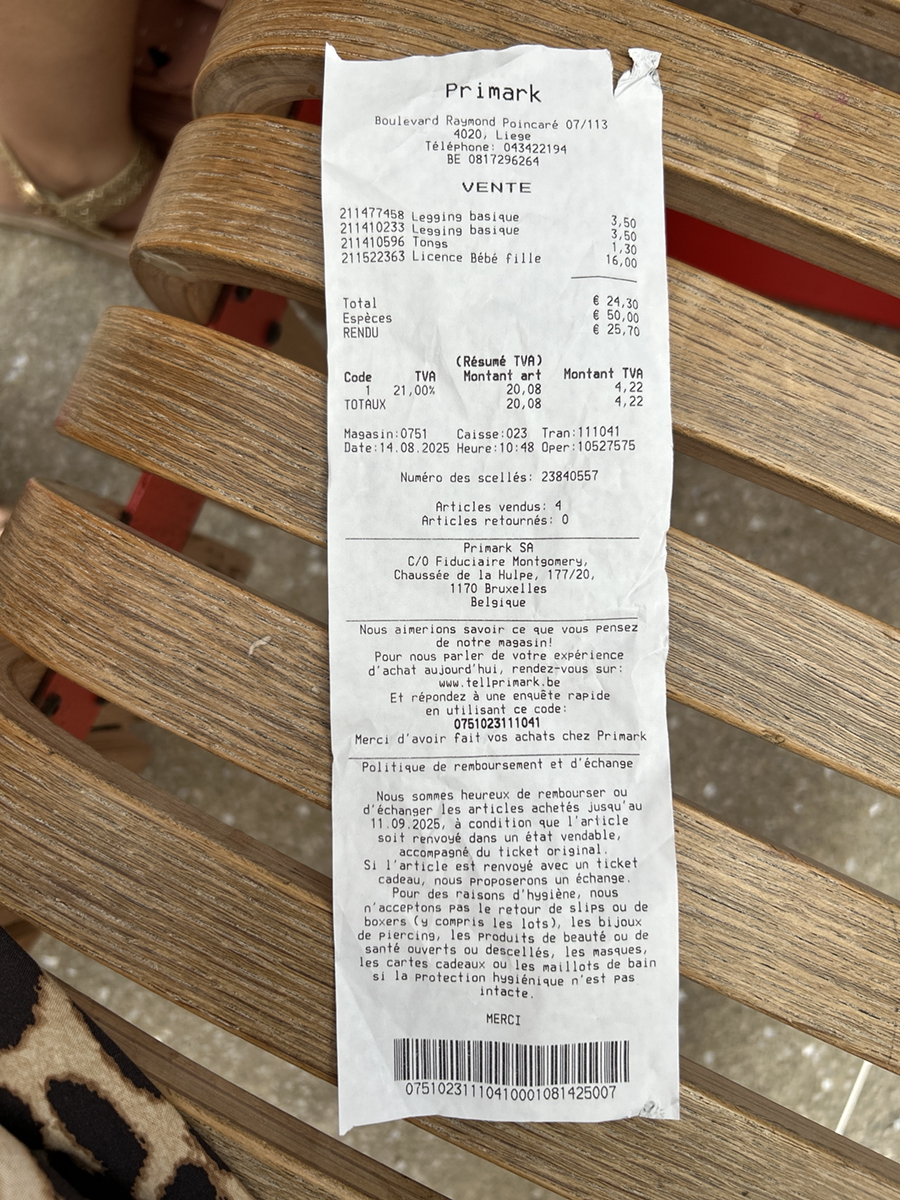 Primark
Boulevard Raymond Poincaré 07/113
4020, Liege
Téléphone: 043422194
BE 0817296264
VENTE
211477458 Legging basique 3,50
211410233 Legging basique 3,50
211410596 Tongs 1,30
211522363 Licence Bébé fille 16,00
Total € 24,30
Espèces € 50,00
RENDU € 25,70
(Résumé TVA)
Code TVA Montant art Montant TVA
1 21,00% 20,08 4,22
TOTAUX 20,08 4,22
Magasin:0751 Caisse:023 Tran:111041
Date:14.08.2025 Heure:10:48 Oper:10527575
Numéro des scellés: 23840557
Articles vendus: 4
Articles retournés: 0
Primark SA
C/O Fiduciaire Montgomery,
Chaussée de la Hulpe, 177/20,
1170 Bruxelles
Belgique
Nous aimerions savoir ce que vous pensez
de notre magasin!
Pour nous parler de votre expérience
d'achat aujourd'hui, rendez-vous sur:
www.tellprimark.be
Et répondez à une enquête rapide
en utilisant ce code:
0751023111041
Merci d'avoir fait vos achats chez Primark
Politique de remboursement et d'échange
Nous sommes heureux de rembourser ou
d'échanger les articles achetés jusqu'au
11.09.2025, à condition que l'article
soit renvoyé dans un état vendable,
accompagné du ticket original.
Si l'article est renvoyé avec un ticket
cadeau, nous proposerons un échange.
Pour des raisons d'hygiène, nous
n'acceptons pas le retour de slips ou de
boxers (y compris les lots), les bijoux
de piercing, les produits de beauté ou de
santé ouverts ou descellés, les masques,
les cartes cadeaux ou les maillots de bain
si la protection hygiénique n'est pas
intacte.
MERCI
07510231110410001081425007